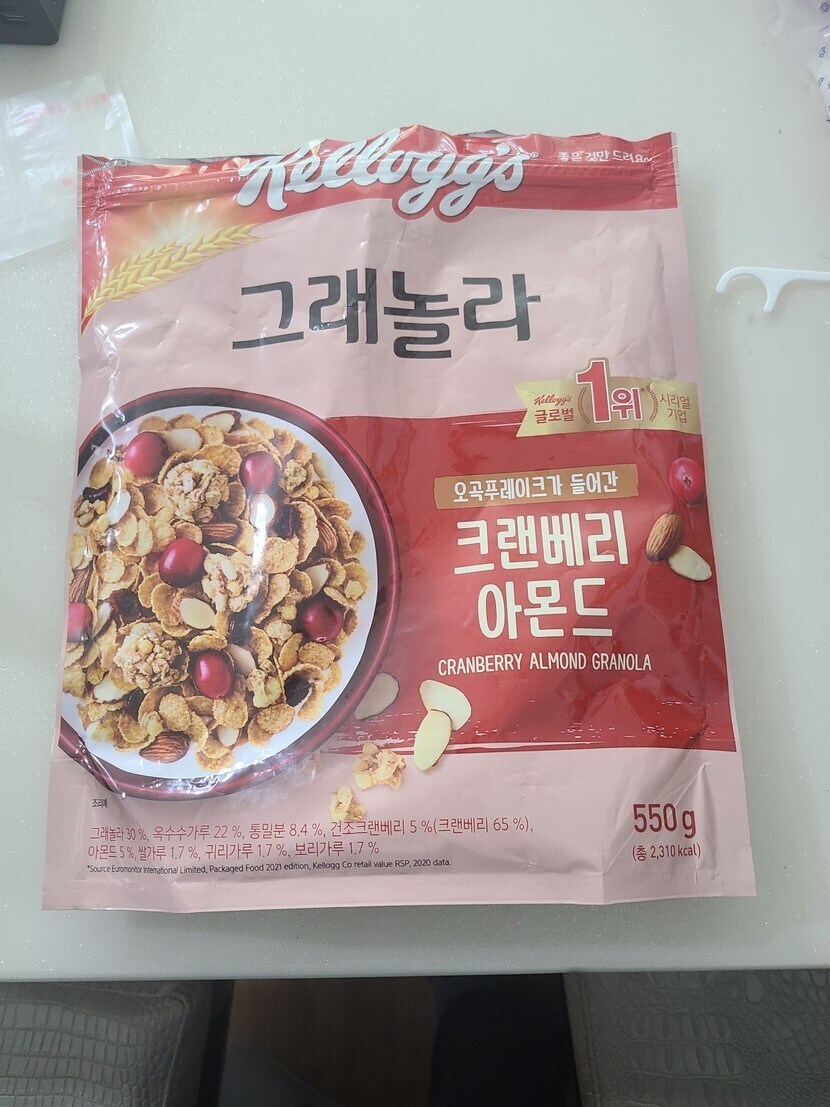 Kellogg's
좋은 것만 드려요~
그래놀라
Kellogg's
글로벌 1위* 시리얼 기업
오곡푸레이크가 들어간
크랜베리
아몬드
CRANBERRY ALMOND GRANOLA
조리예
그래놀라 30 %, 옥수수가루 22 %, 통밀분 8.4 %, 건조크랜베리 5 %(크랜베리 65 %),
아몬드 5 %, 쌀가루 1.7 %, 귀리가루 1.7 %, 보리가루 1.7 %
*Source Euromonitor International Limited, Packaged Food 2021 edition, Kellogg Co retail value RSP, 2020 data.
550 g
(총 2,310 kcal)